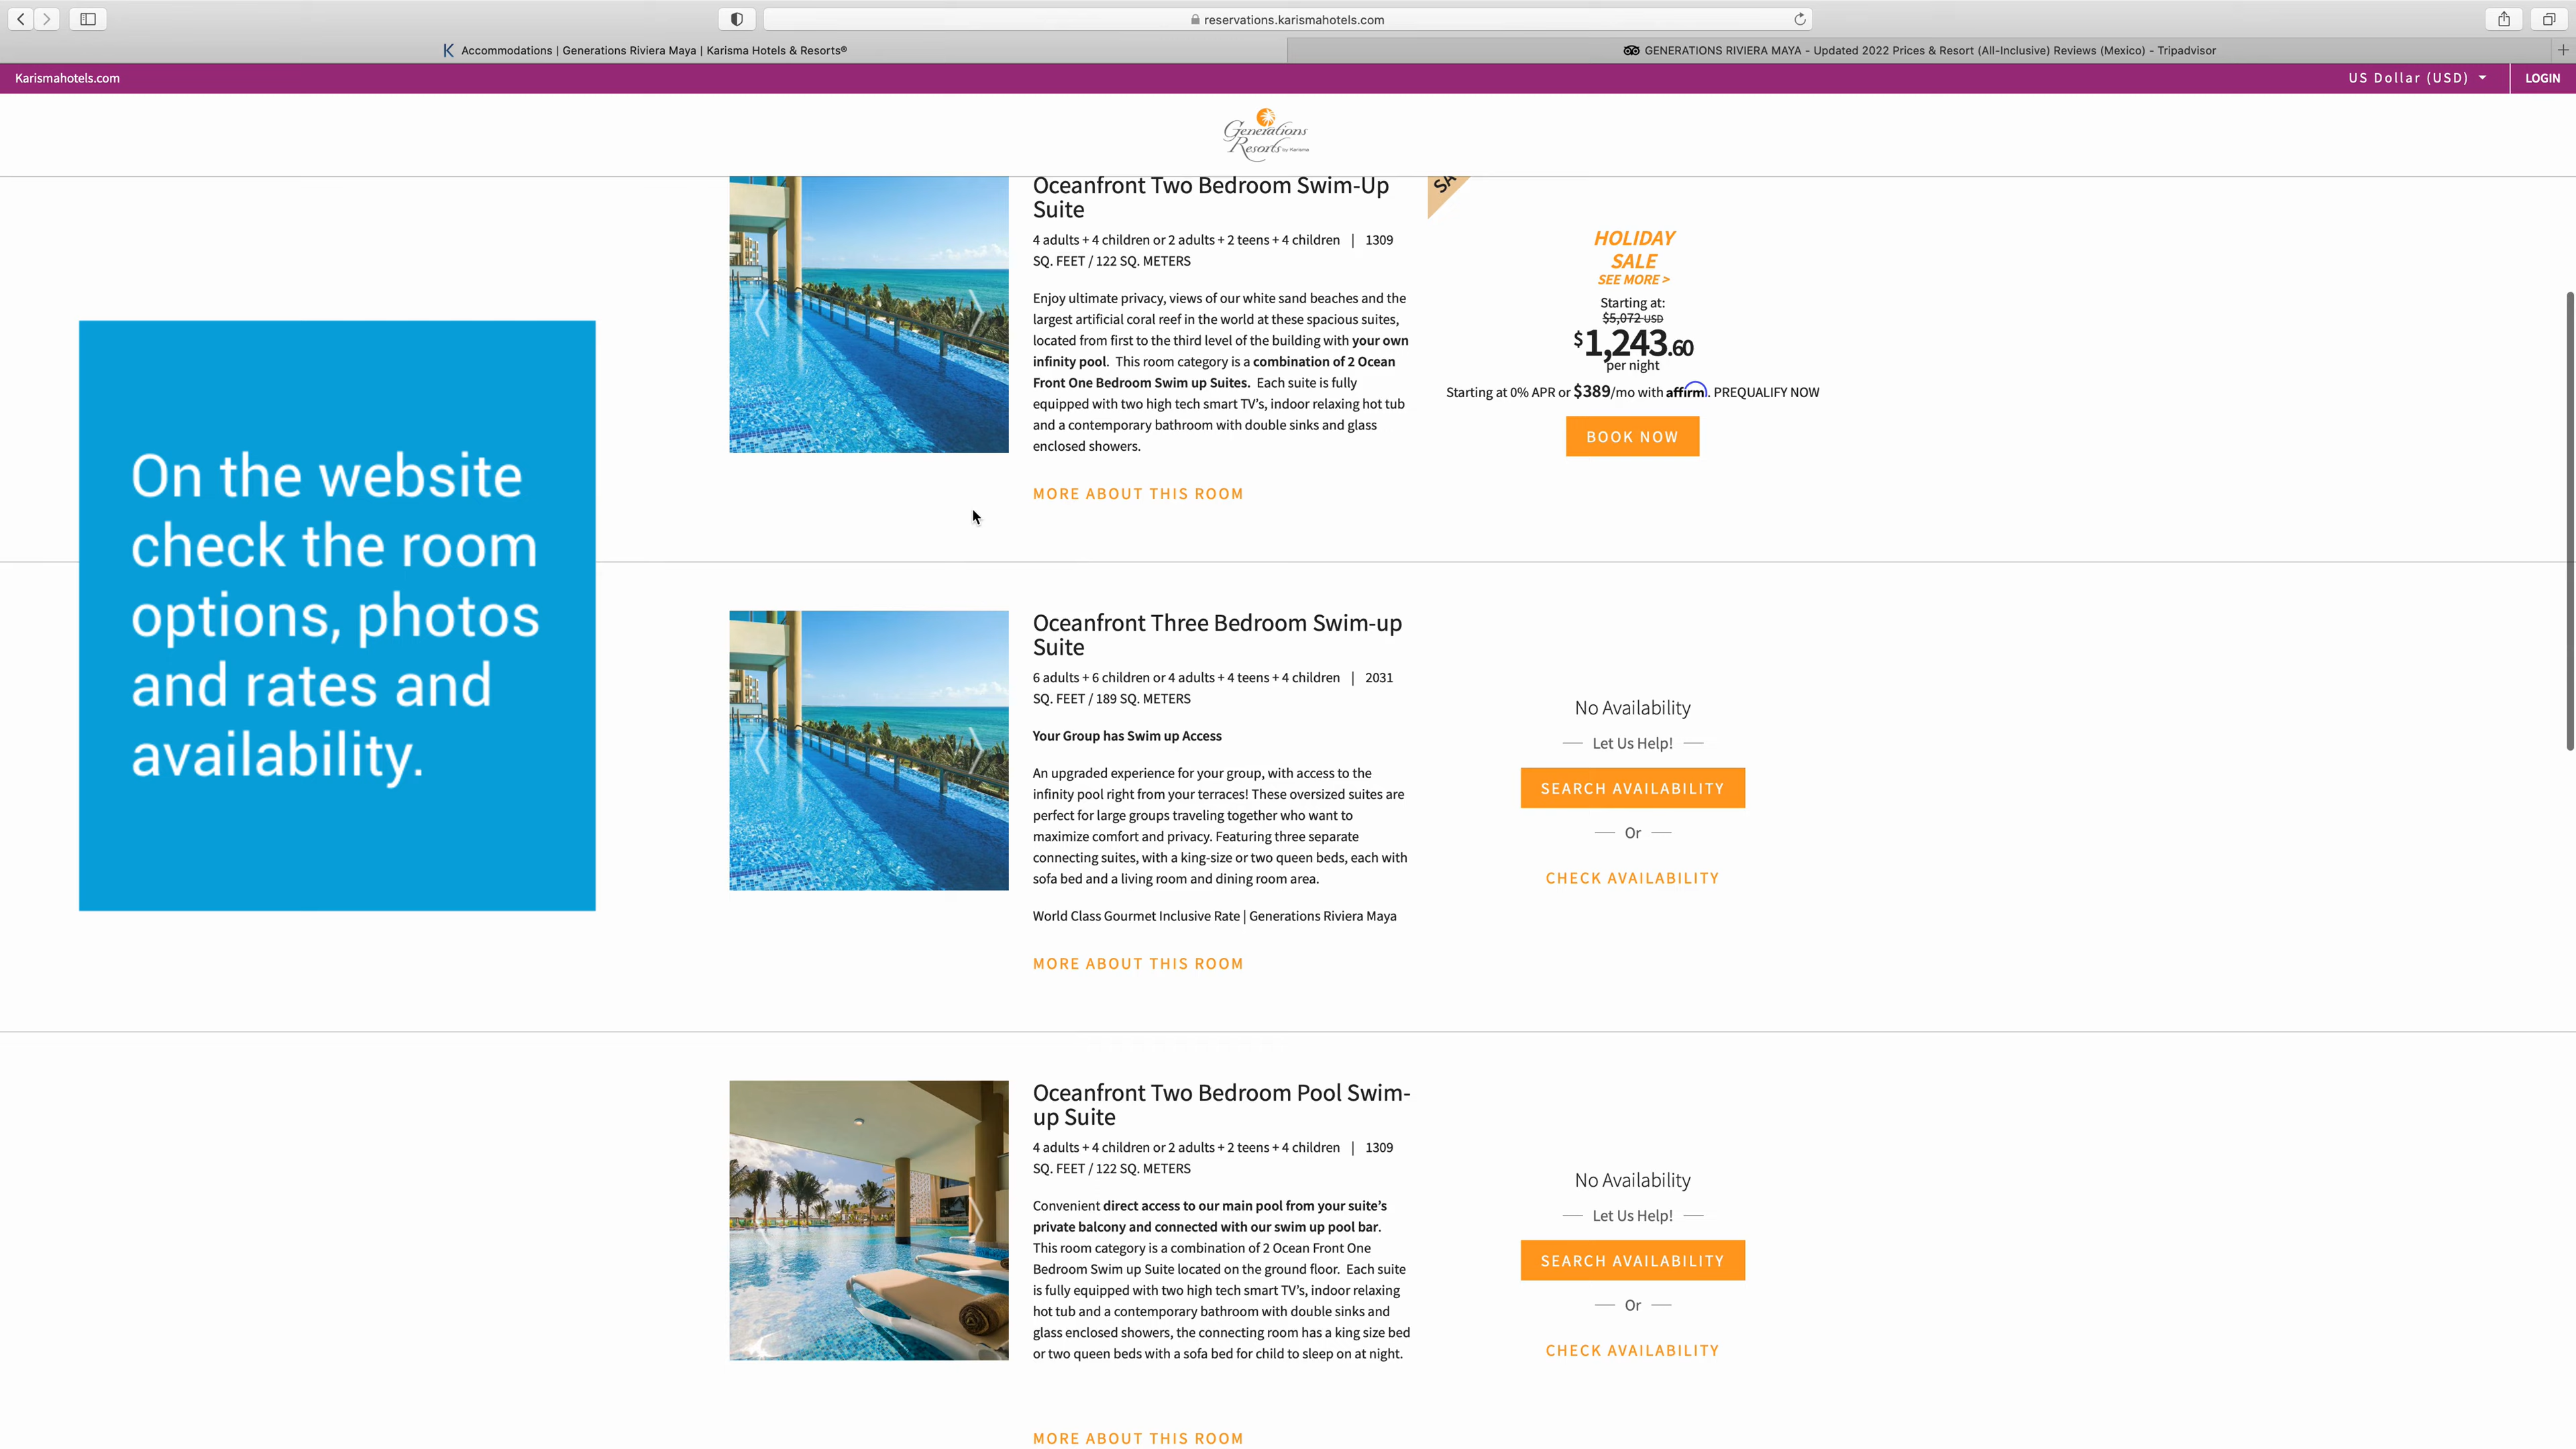 reservations.karismahotels.com
Accommodations | Generations Riviera Maya | Karisma Hotels & Resorts®
GENERATIONS RIVIERA MAYA - Updated 2022 Prices & Resort (All-Inclusive) Reviews (Mexico) - Tripadvisor
Karismahotels.com
US Dollar (USD)
LOGIN
Generations
Resorts by Karisma
Oceanfront Two Bedroom Swim-Up
Suite
4 adults + 4 children or 2 adults + 2 teens + 4 children | 1309
SQ. FEET / 122 SQ. METERS
Enjoy ultimate privacy, views of our white sand beaches and the
largest artificial coral reef in the world at these spacious suites,
located from first to the third level of the building with your own
infinity pool. This room category is a combination of 2 Ocean
Front One Bedroom Swim up Suites. Each suite is fully
equipped with two high tech smart TV's, indoor relaxing hot tub
and a contemporary bathroom with double sinks and glass
enclosed showers.
MORE ABOUT THIS ROOM
SA
HOLIDAY
SALE
SEE MORE >
Starting at:
$5,072 USD
$1,243.60
per night
Starting at 0% APR or $389/mo with affirm. PREQUALIFY NOW
BOOK NOW
On the website
check the room
options, photos
and rates and
availability.
Oceanfront Three Bedroom Swim-up
Suite
6 adults + 6 children or 4 adults + 4 teens + 4 children | 2031
SQ. FEET / 189 SQ. METERS
Your Group has Swim up Access
An upgraded experience for your group, with access to the
infinity pool right from your terraces! These oversized suites are
perfect for large groups traveling together who want to
maximize comfort and privacy. Featuring three separate
connecting suites, with a king-size or two queen beds, each with
sofa bed and a living room and dining room area.
World Class Gourmet Inclusive Rate | Generations Riviera Maya
MORE ABOUT THIS ROOM
No Availability
Let Us Help!
SEARCH AVAILABILITY
Or
CHECK AVAILABILITY
Oceanfront Two Bedroom Pool Swim-
up Suite
4 adults + 4 children or 2 adults + 2 teens + 4 children | 1309
SQ. FEET / 122 SQ. METERS
Convenient direct access to our main pool from your suite's
private balcony and connected with our swim up pool bar.
This room category is a combination of 2 Ocean Front One
Bedroom Swim up Suite located on the ground floor. Each suite
is fully equipped with two high tech smart TV's, indoor relaxing
hot tub and a contemporary bathroom with double sinks and
glass enclosed showers, the connecting room has a king size bed
or two queen beds with a sofa bed for child to sleep on at night.
MORE ABOUT THIS ROOM
No Availability
Let Us Help!
SEARCH AVAILABILITY
Or
CHECK AVAILABILITY